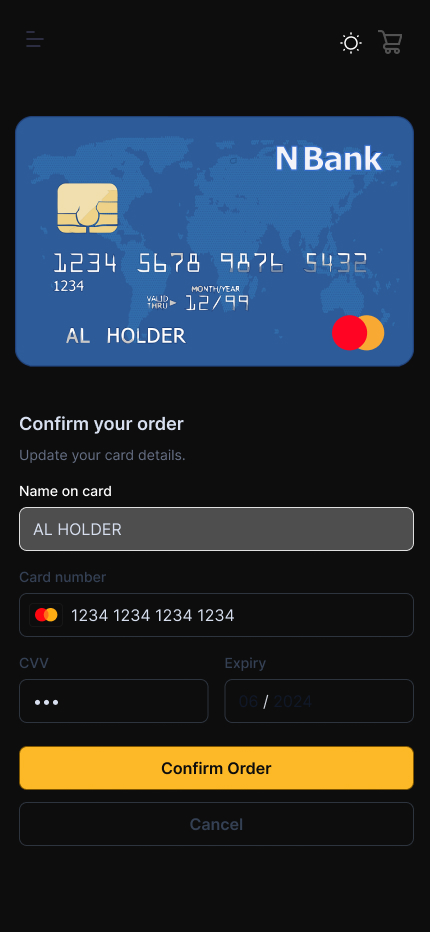 N Bank
1234 5678 9876 5432
1234
MONTH/YEAR
VALID THRU
12/99
AL HOLDER
Confirm your order
Update your card details.
Name on card
AL HOLDER
Card number
1234 1234 1234 1234
CVV Expiry
••• 06 / 2024
Confirm Order
Cancel